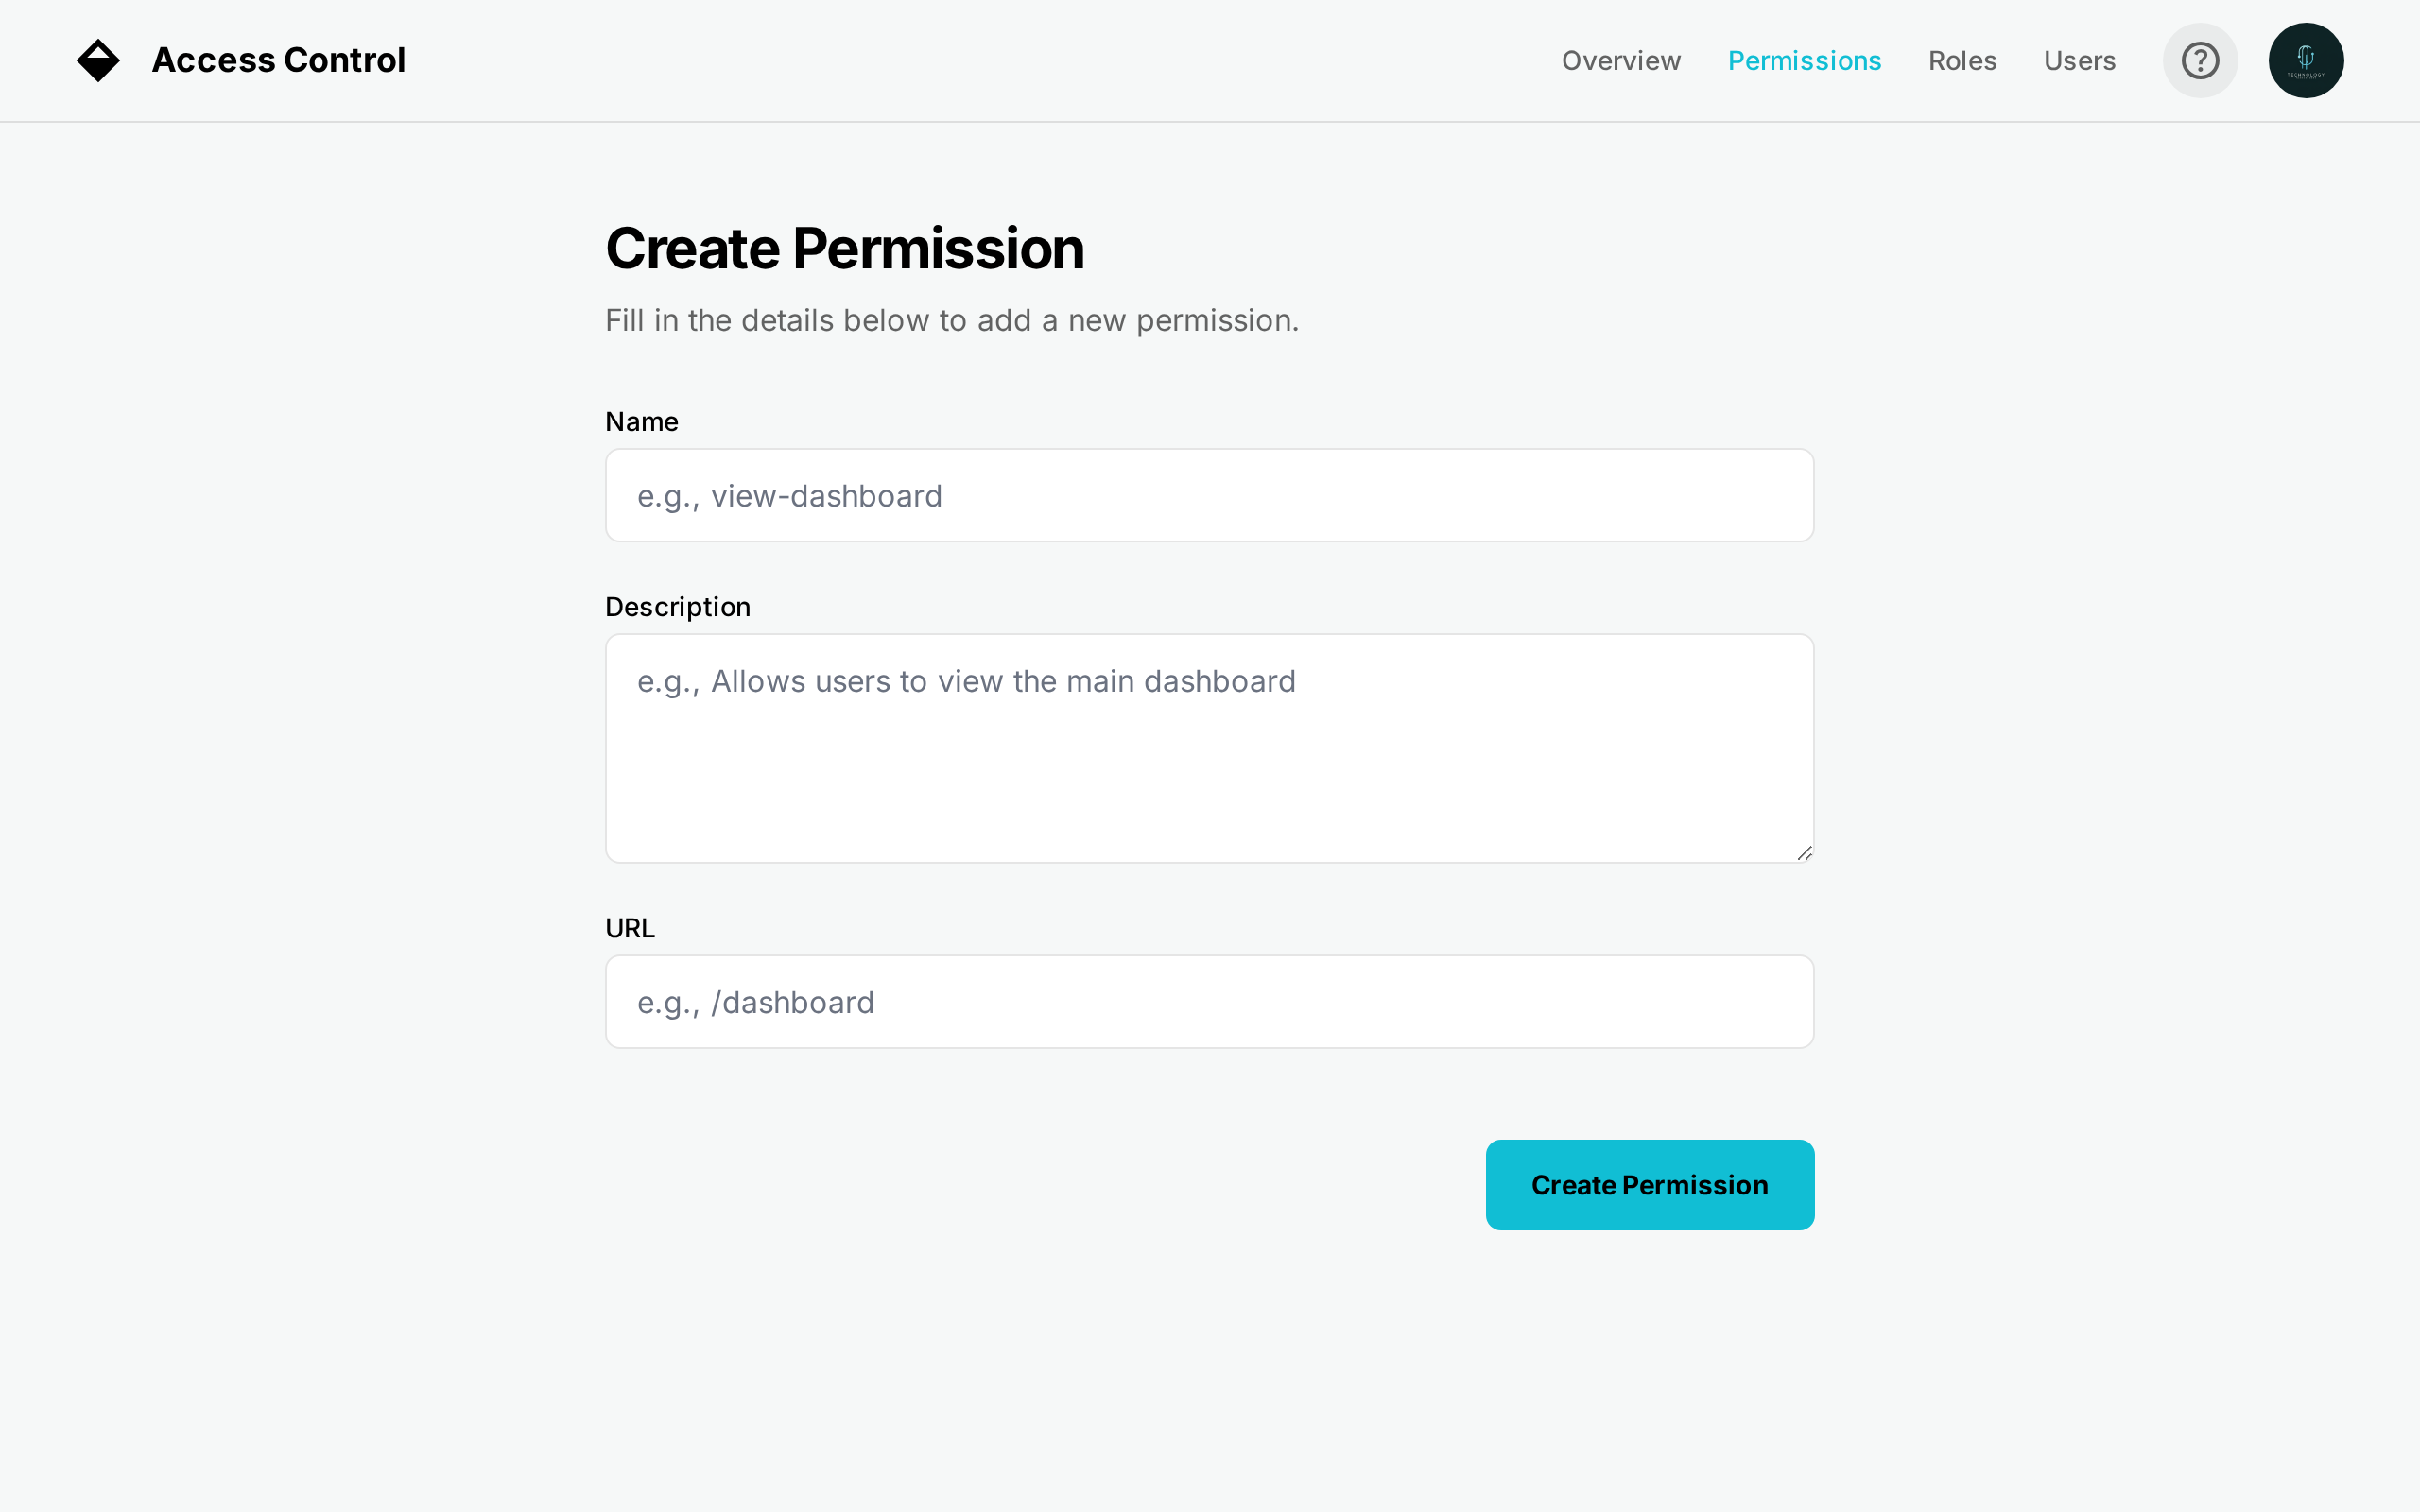 Access Control
Overview
Permissions
Roles
Users
TECHNOLOGY
Create Permission
Fill in the details below to add a new permission.
Name
e.g., view-dashboard
Description
e.g., Allows users to view the main dashboard
URL
e.g., /dashboard
Create Permission